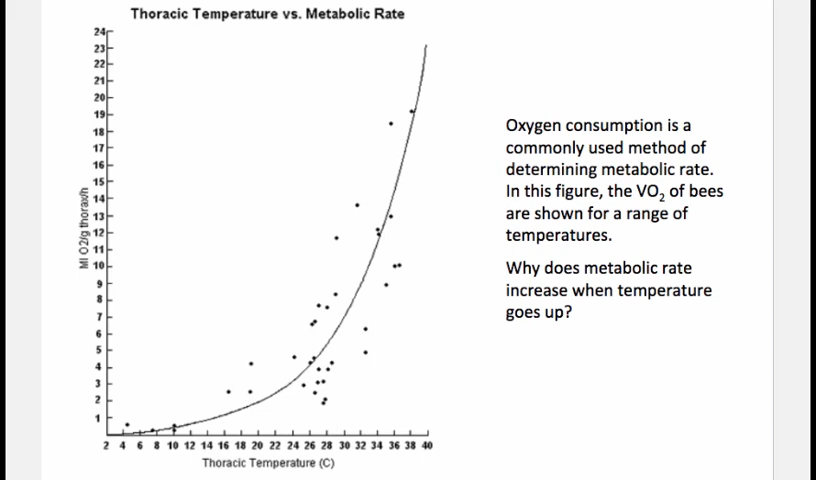 Thoracic Temperature vs. Metabolic Rate
24
23
22
21
20
19
18
17
16
15
14
13
12
11
10
9
8
7
6
5
4
3
2
1
Ml O2/g thorax/h
2 4 6 8 10 12 14 16 18 20 22 24 26 28 30 32 34 36 38 40
Thoracic Temperature (C)
Oxygen consumption is a
commonly used method of
determining metabolic rate.
In this figure, the VO₂ of bees
are shown for a range of
temperatures.
Why does metabolic rate
increase when temperature
goes up?